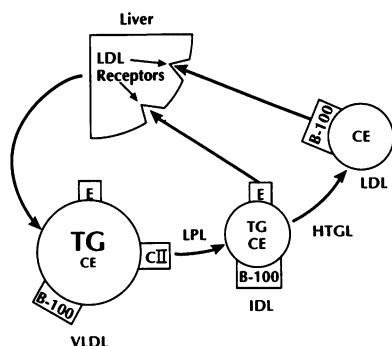 Liver
LDL
Receptors
B-100
CE
LDL
E
TG
CE
CII
B-100
VLDL
LPL
E
TG
CE
B-100
IDL
HTGL